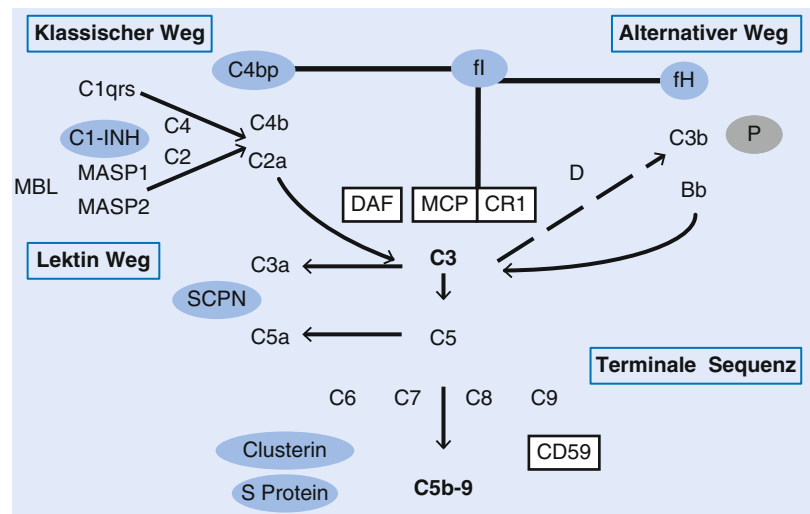 Klassischer Weg
Alternativer Weg
C4bp
fI
fH
C1qrs
C4
C4b
C1-INH
C2
C2a
C3b
P
MBL
MASP1
MASP2
D
Bb
DAF
MCP
CR1
Lektin Weg
C3a
C3
SCPN
C5a
C5
Terminale Sequenz
C6
C7
C8
C9
Clusterin
CD59
S Protein
C5b-9